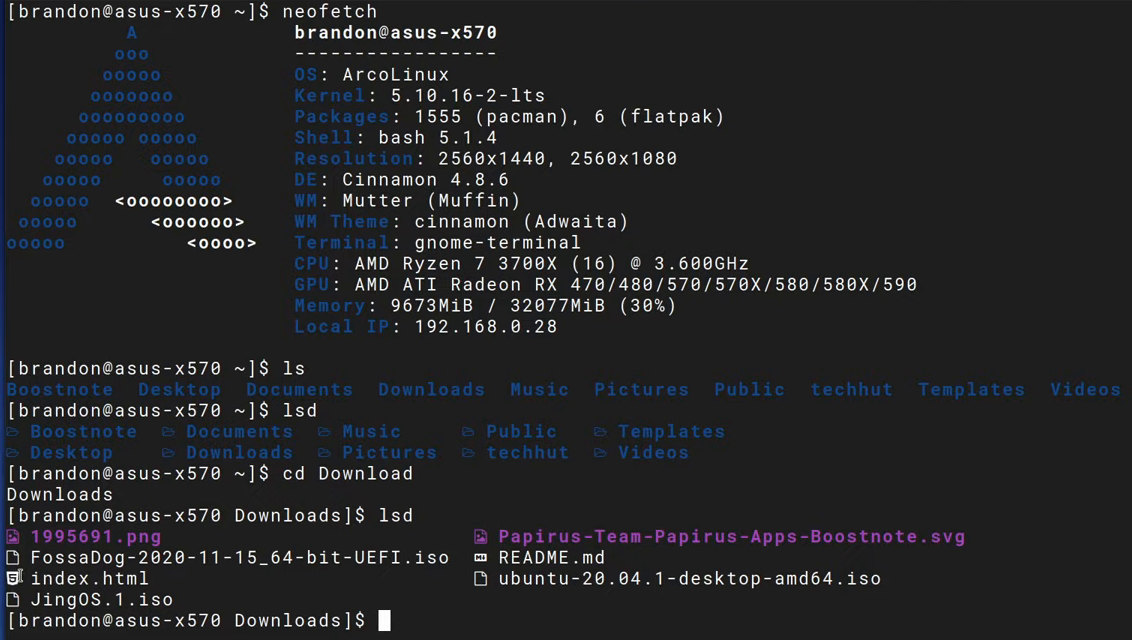 [brandon@asus-x570 ~]$ neofetch
A brandon@asus-x570
ooo -----------------
ooooo OS: ArcoLinux
ooooooo Kernel: 5.10.16-2-lts
ooooooooo Packages: 1555 (pacman), 6 (flatpak)
ooooo ooooo Shell: bash 5.1.4
ooooo ooooo Resolution: 2560x1440, 2560x1080
ooooo ooooo DE: Cinnamon 4.8.6
ooooo <oooooooo> WM: Mutter (Muffin)
ooooo <oooooo> WM Theme: cinnamon (Adwaita)
ooooo <oooo> Terminal: gnome-terminal
CPU: AMD Ryzen 7 3700X (16) @ 3.600GHz
GPU: AMD ATI Radeon RX 470/480/570/570X/580/580X/590
Memory: 9673MiB / 32077MiB (30%)
Local IP: 192.168.0.28
[brandon@asus-x570 ~]$ ls
Boostnote Desktop Documents Downloads Music Pictures Public techhut Templates Videos
[brandon@asus-x570 ~]$ lsd
Boostnote Documents Music Public Templates
Desktop Downloads Pictures techhut Videos
[brandon@asus-x570 ~]$ cd Download
Downloads
[brandon@asus-x570 Downloads]$ lsd
1995691.png Papirus-Team-Papirus-Apps-Boostnote.svg
FossaDog-2020-11-15_64-bit-UEFI.iso README.md
index.html ubuntu-20.04.1-desktop-amd64.iso
JingOS.1.iso
[brandon@asus-x570 Downloads]$